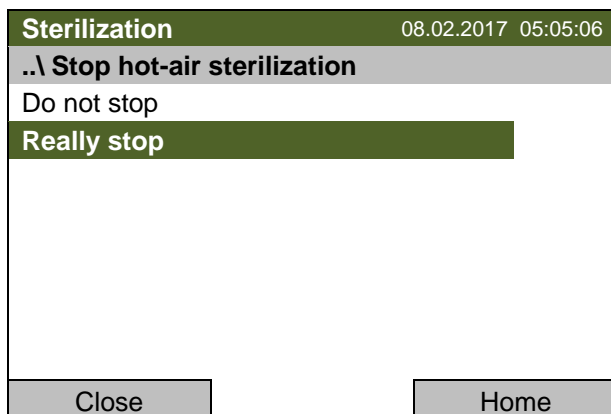 Sterilization 08.02.2017 05:05:06
..\ Stop hot-air sterilization
Do not stop
Really stop
Close Home